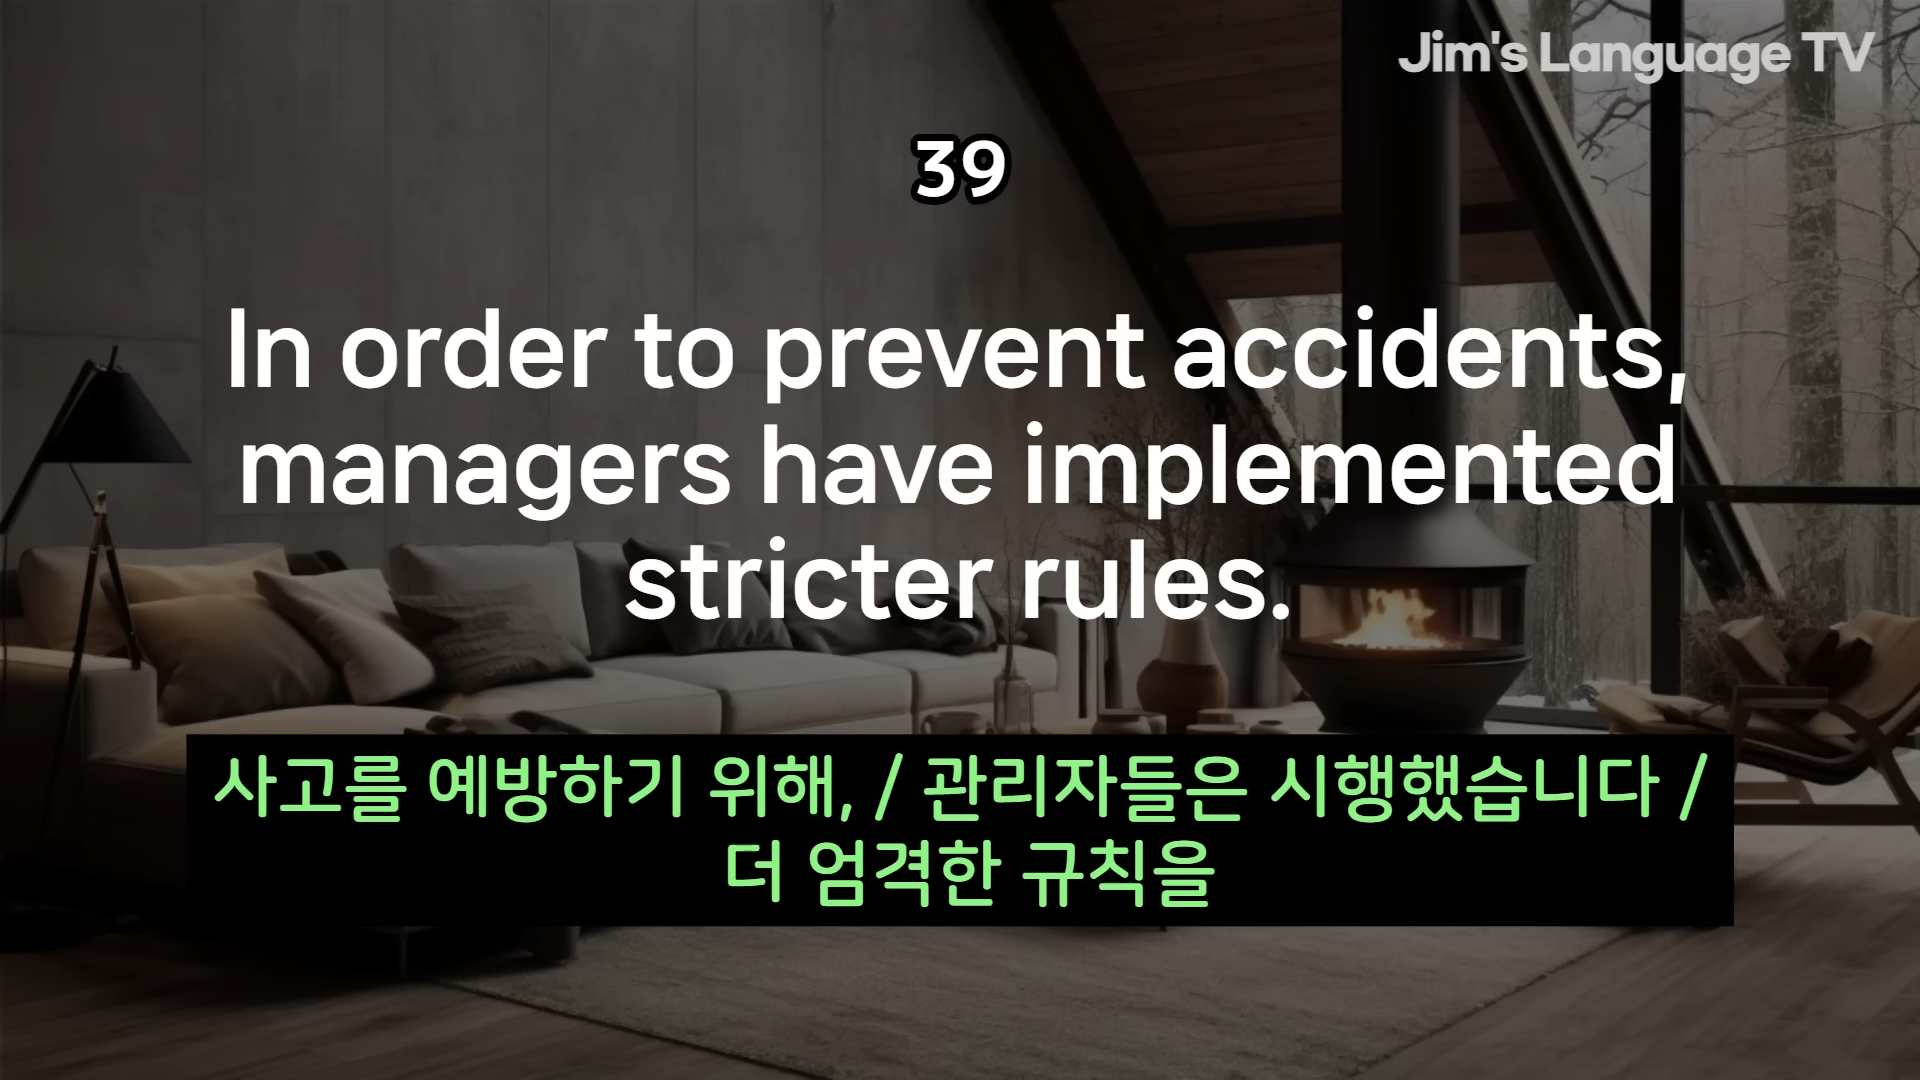 Jim's Language TV
39
In order to prevent accidents,
managers have implemented
stricter rules.
사고를 예방하기 위해, / 관리자들은 시행했습니다 /
더 엄격한 규칙을